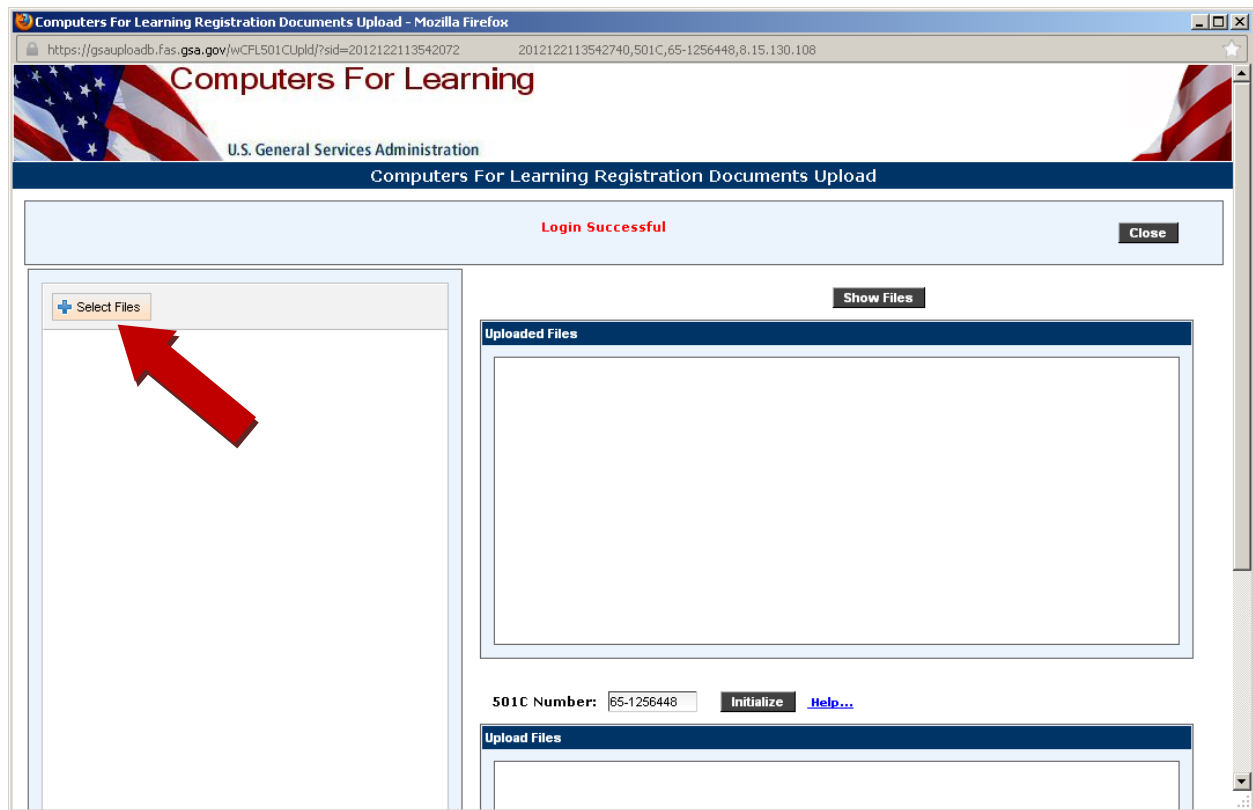 Computers For Learning Registration Documents Upload - Mozilla Firefox
https://gsauploadb.fas.gsa.gov/wCFL501CUpld/?sid=2012122113542072 2012122113542740,501C,65-1256448,8.15.130.108
Computers For Learning
U.S. General Services Administration
Computers For Learning Registration Documents Upload
Login Successful
Close
Select Files
Show Files
Uploaded Files
501C Number: 65-1256448 Initialize Help...
Upload Files